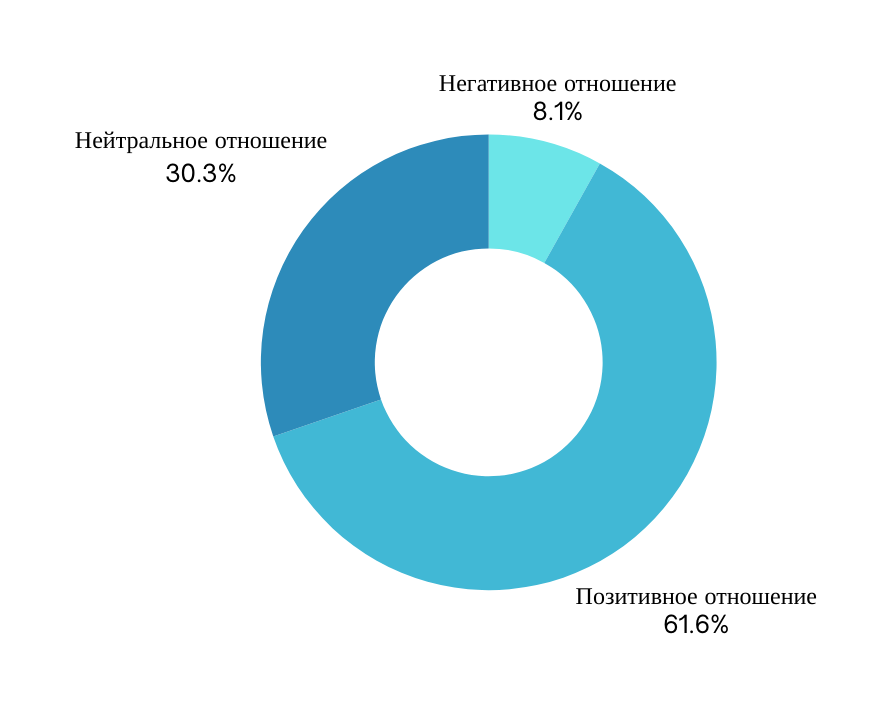 Негативное отношение
8.1%
Нейтральное отношение
30.3%
Позитивное отношение
61.6%